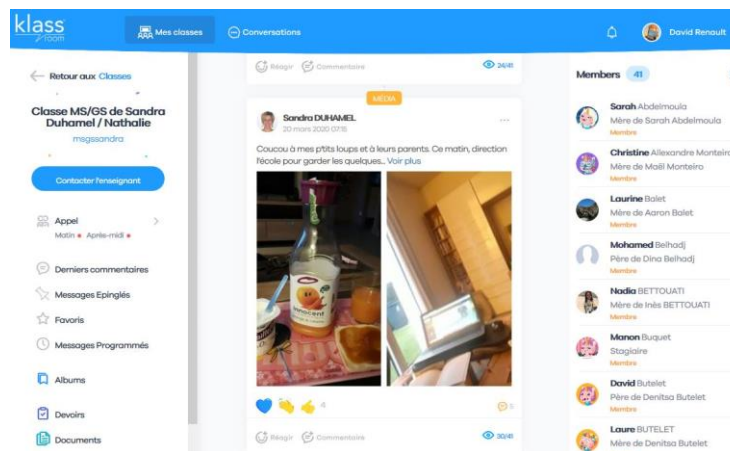 klass
room
Mes classes
Conversations
David Renault
Retour aux Classes
Classe MS/GS de Sandra
Duhamel / Nathalie
msgssandra
Contacter l'enseignant
Appel
Matin Après-midi
Derniers commentaires
Messages Epinglés
Favoris
Messages Programmés
Albums
Devoirs
Documents
Réagir Commentaire 24/41
MÉDIA
Sandra DUHAMEL
20 mars 2020 07:15
Coucou à mes p'tits loups et à leurs parents. Ce matin, direction
l'école pour garder les quelques... Voir plus
innocent
4
5
Réagir Commentaire 30/41
Members 41
Sarah Abdelmoula
Mère de Sarah Abdelmoula
Membre
Christine Allexandre Monteiro
Mère de Maël Monteiro
Membre
Laurine Balet
Mère de Aaron Balet
Membre
Mohamed Belhadj
Père de Dina Belhadj
Membre
Nadia BETTOUATI
Mère de Inès BETTOUATI
Membre
Manon Buquet
Stagiaire
Membre
David Butelet
Père de Denitsa Butelet
Membre
Laure BUTELET
Mère de Denitsa Butelet